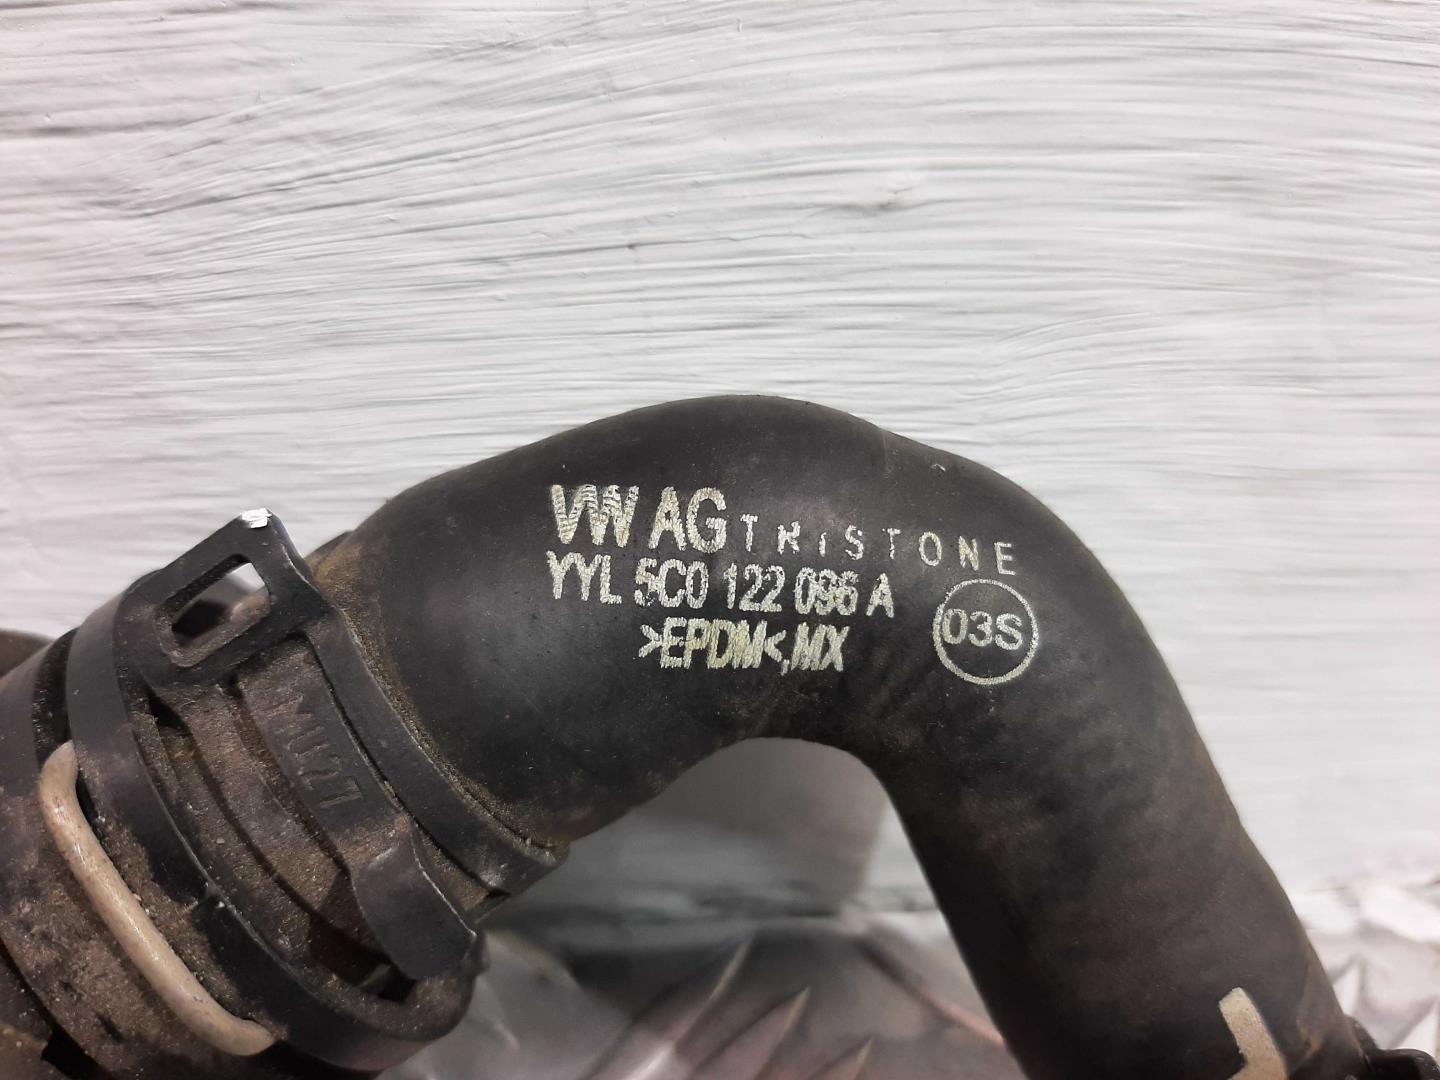 VW AG TRISTONE
YYL 5C0 122 096 A
>EPDM<,MX
03S